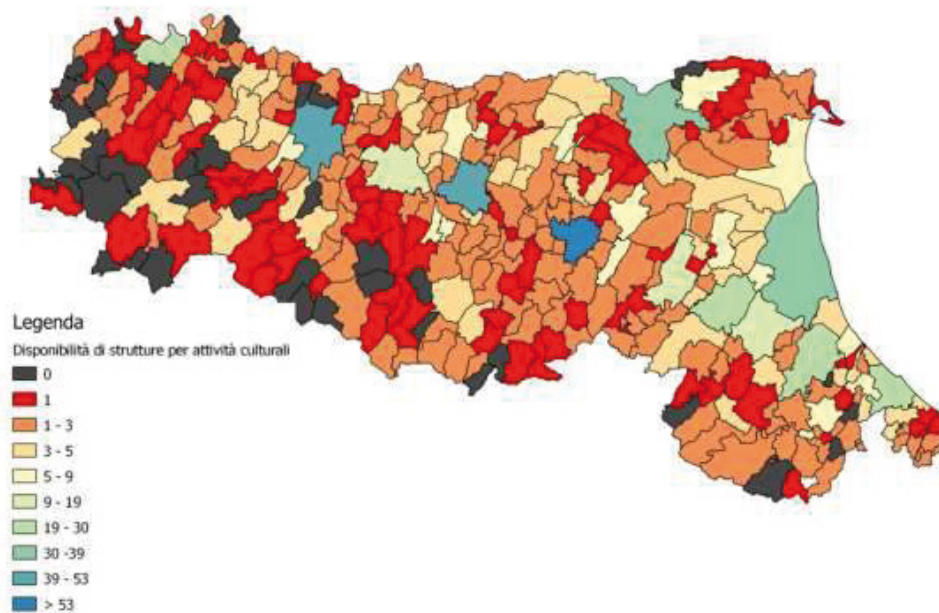 Legenda
Disponibilità di strutture per attività culturali
0
1
1 - 3
3 - 5
5 - 9
9 - 19
19 - 30
30 -39
39 - 53
> 53